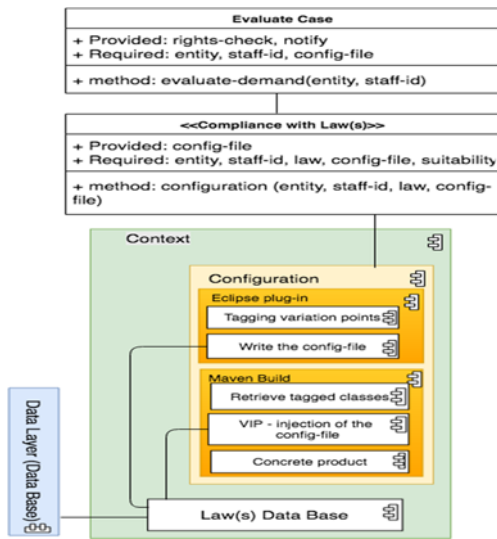 Evaluate Case
+ Provided: rights-check, notify
+ Required: entity, staff-id, config-file
+ method: evaluate-demand(entity, staff-id)
<<Compliance with Law(s)>>
+ Provided: config-file
+ Required: entity, staff-id, law, config-file, suitability
+ method: configuration (entity, staff-id, law, config-
file)
Context
Configuration
Eclipse plug-in
Tagging variation points
Write the config-file
Maven Build
Retrieve tagged classes
VIP - injection of the
config-file
Concrete product
Law(s) Data Base
Data Layer (Data Base)